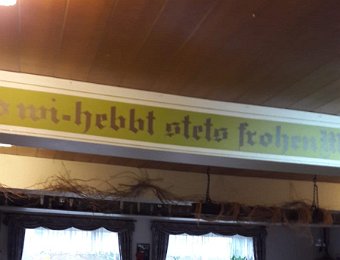 wi-hebbt stets frohen